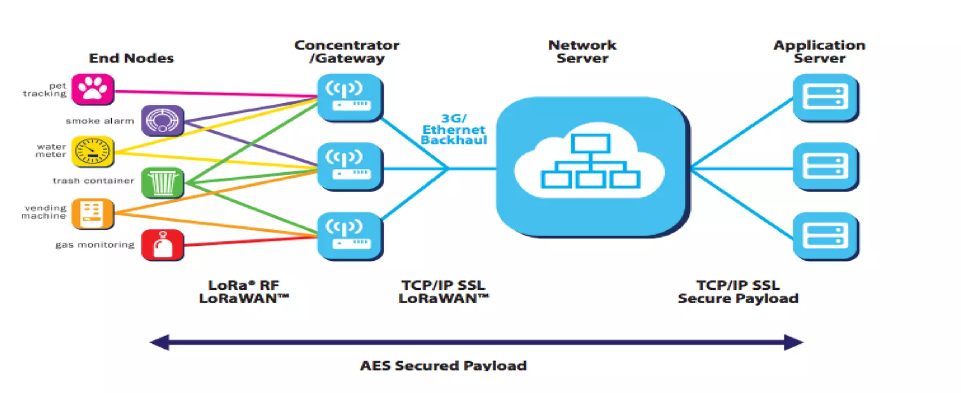 End Nodes
Concentrator
/Gateway
Network
Server
Application
Server
pet
tracking
smoke alarm
water
meter
trash container
vending
machine
gas monitoring
3G/
Ethernet
Backhaul
LoRa® RF
LoRaWAN™
TCP/IP SSL
LoRaWAN™
TCP/IP SSL
Secure Payload
AES Secured Payload